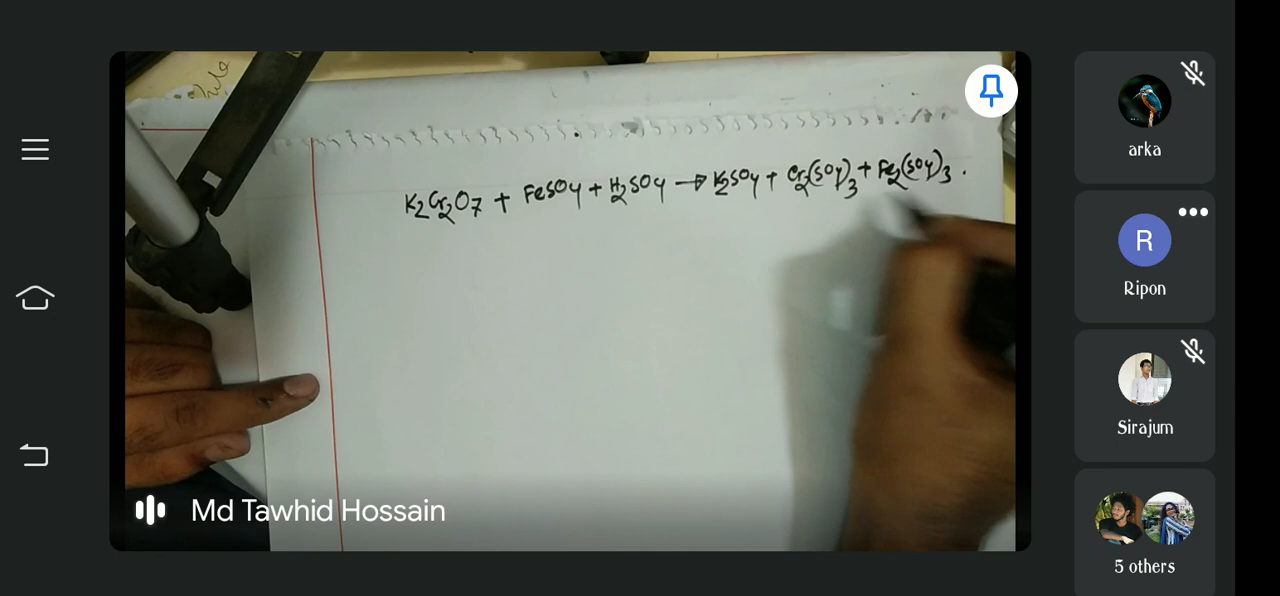 K2Cr2O7 + FeSO4 + H2SO4 → K2SO4 + Cr2(SO4)3 + Fe2(SO4)3.
Md Tawhid Hossain
arka
R
Ripon
Sirajum
5 others